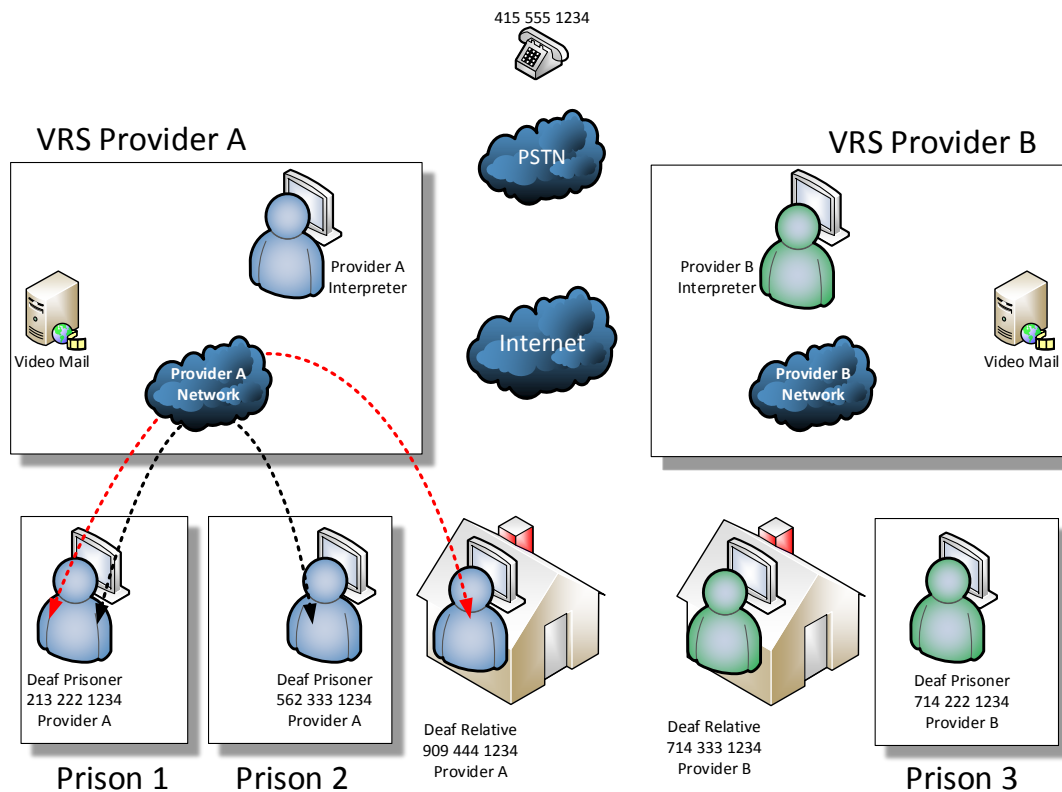 415 555 1234
VRS Provider A
PSTN
VRS Provider B
Provider A
Interpreter
Provider B
Interpreter
Video Mail
Internet
Video Mail
Provider A
Network
Provider B
Network
Deaf Prisoner
213 222 1234
Provider A
Deaf Prisoner
562 333 1234
Provider A
Deaf Relative
909 444 1234
Provider A
Deaf Relative
714 333 1234
Provider B
Deaf Prisoner
714 222 1234
Provider B
Prison 1
Prison 2
Prison 3